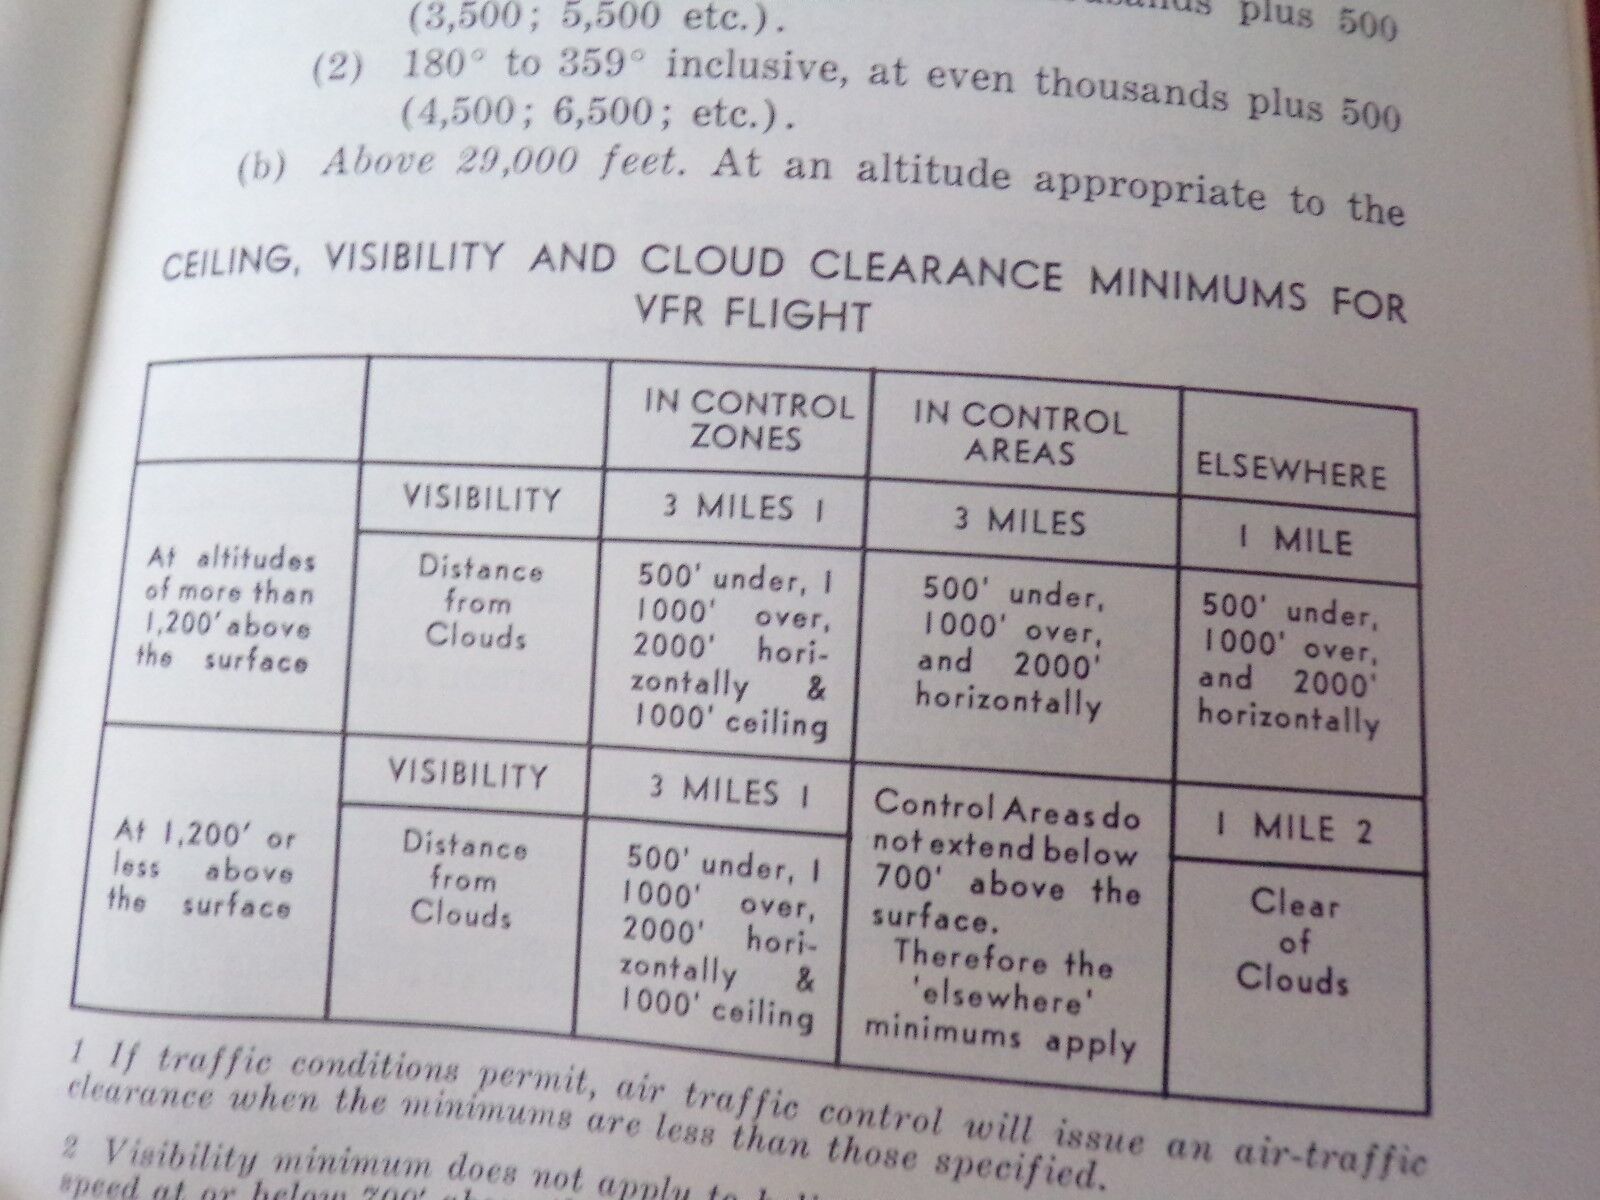 plus 500
(3,500; 5,500 etc.).
(2) 180° to 359° inclusive, at even thousands plus 500
(4,500; 6,500; etc.).
(b) Above 29,000 feet. At an altitude appropriate to the
CEILING, VISIBILITY AND CLOUD CLEARANCE MINIMUMS FOR
VFR FLIGHT
IN CONTROL
ZONES
IN CONTROL
AREAS
ELSEWHERE
At altitudes
of more than
1,200' above
the surface
VISIBILITY
3 MILES 1
3 MILES
1 MILE
Distance
from
Clouds
500' under, 1
1000' over,
2000' hori-
zontally &
1000' ceiling
500' under,
1000' over,
and 2000'
horizontally
500' under,
1000' over,
and 2000'
horizontally
At 1,200' or
less above
the surface
VISIBILITY
3 MILES 1
Control Areas do
not extend below
700' above the
surface.
Therefore the
'elsewhere'
minimums apply
1 MILE 2
Distance
from
Clouds
500' under, 1
1000' over,
2000' hori-
zontally &
1000' ceiling
Clear
of
Clouds
1 If traffic conditions permit, air traffic control will issue an air-traffic
clearance when the minimums are less than those specified.
2 Visibility minimum does not apply to
speed at or below 700'